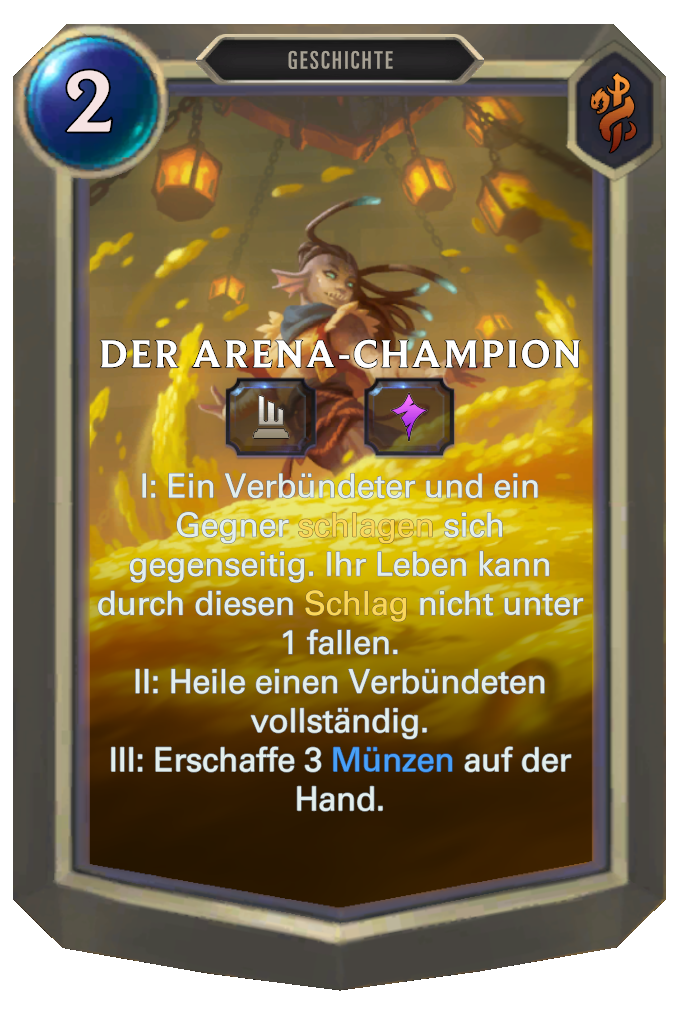 GESCHICHTE
2
DER ARENA-CHAMPION
I: Ein Verbündeter und ein
Gegner schlagen sich
gegenseitig. Ihr Leben kann
durch diesen Schlag nicht unter
1 fallen.
II: Heile einen Verbündeten
vollständig.
III: Erschaffe 3 Münzen auf der
Hand.